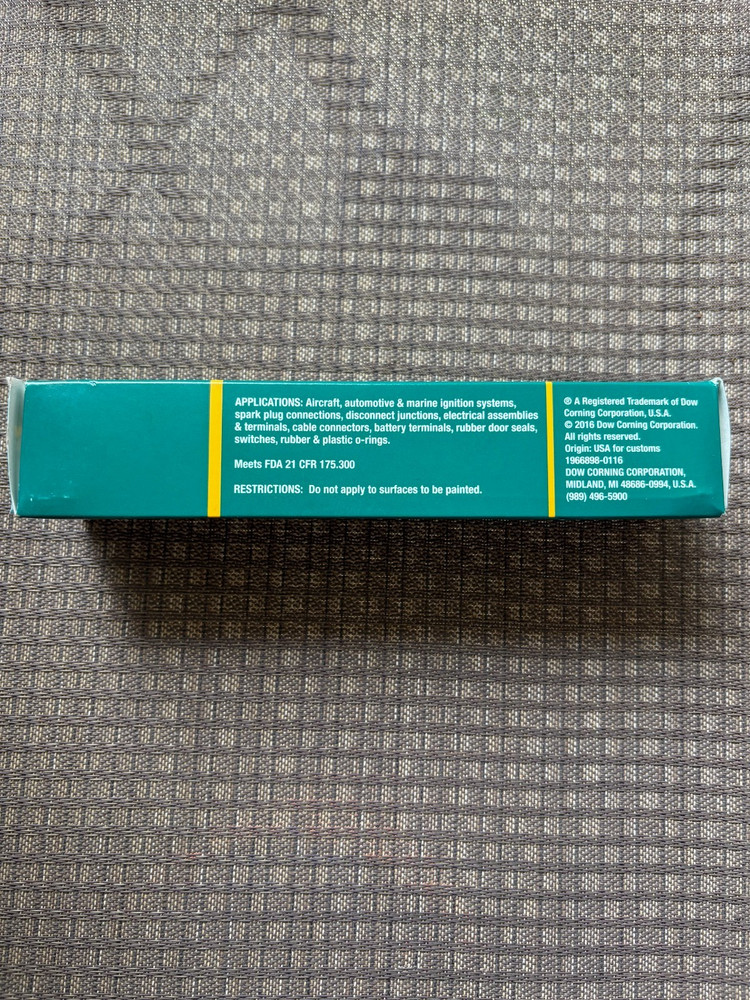 APPLICATIONS: Aircraft, automotive & marine ignition systems,
spark plug connections, disconnect junctions, electrical assemblies
& terminals, cable connectors, battery terminals, rubber door seals,
switches, rubber & plastic o-rings.
Meets FDA 21 CFR 175.300
RESTRICTIONS: Do not apply to surfaces to be painted.
® A Registered Trademark of Dow
Corning Corporation, U.S.A.
© 2016 Dow Corning Corporation.
All rights reserved.
Origin: USA for customs
1966898-0116
DOW CORNING CORPORATION,
MIDLAND, MI 48686-0994, U.S.A.
(989) 496-5900